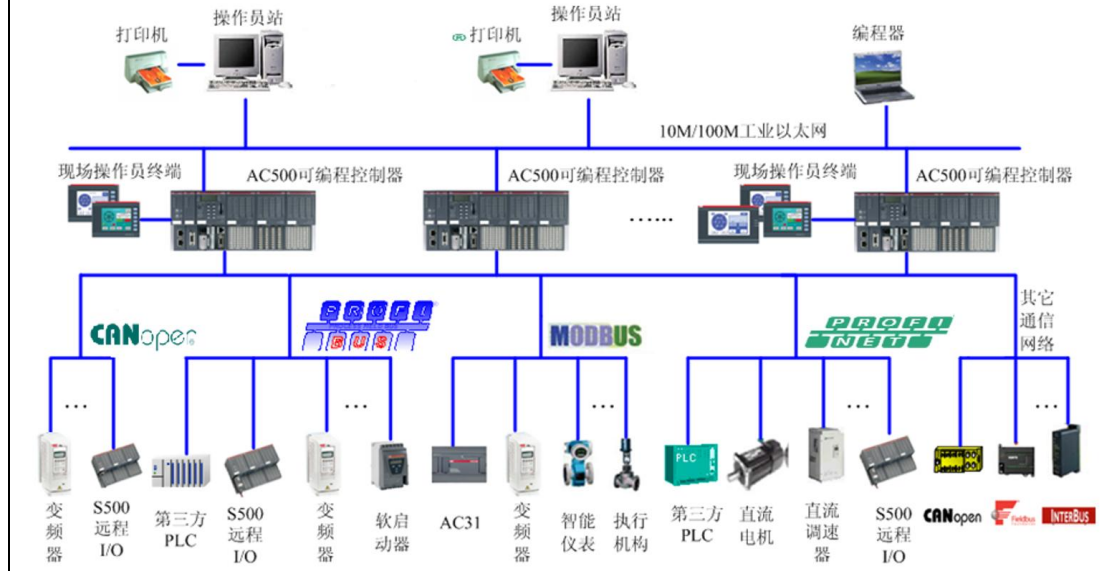 操作员站
操作员站
打印机
打印机
编程器
10M/100M工业以太网
现场操作员终端
AC500可编程控制器
AC500可编程控制器
现场操作员终端
AC500可编程控制器
......
CANopen
PROFI
BUS
MODBUS
PROFI
NET
其它
通信
网络
...
...
...
...
...
PLC
变
频
器
S500
远程
I/O
第三方
PLC
S500
远程
I/O
变
频
器
软启
动器
AC31
变
频
器
智能
仪表
执行
机构
第三方
PLC
直流
电机
直流
调速
器
S500
远程
I/O
CANopen
Fieldbus
INTERBUS